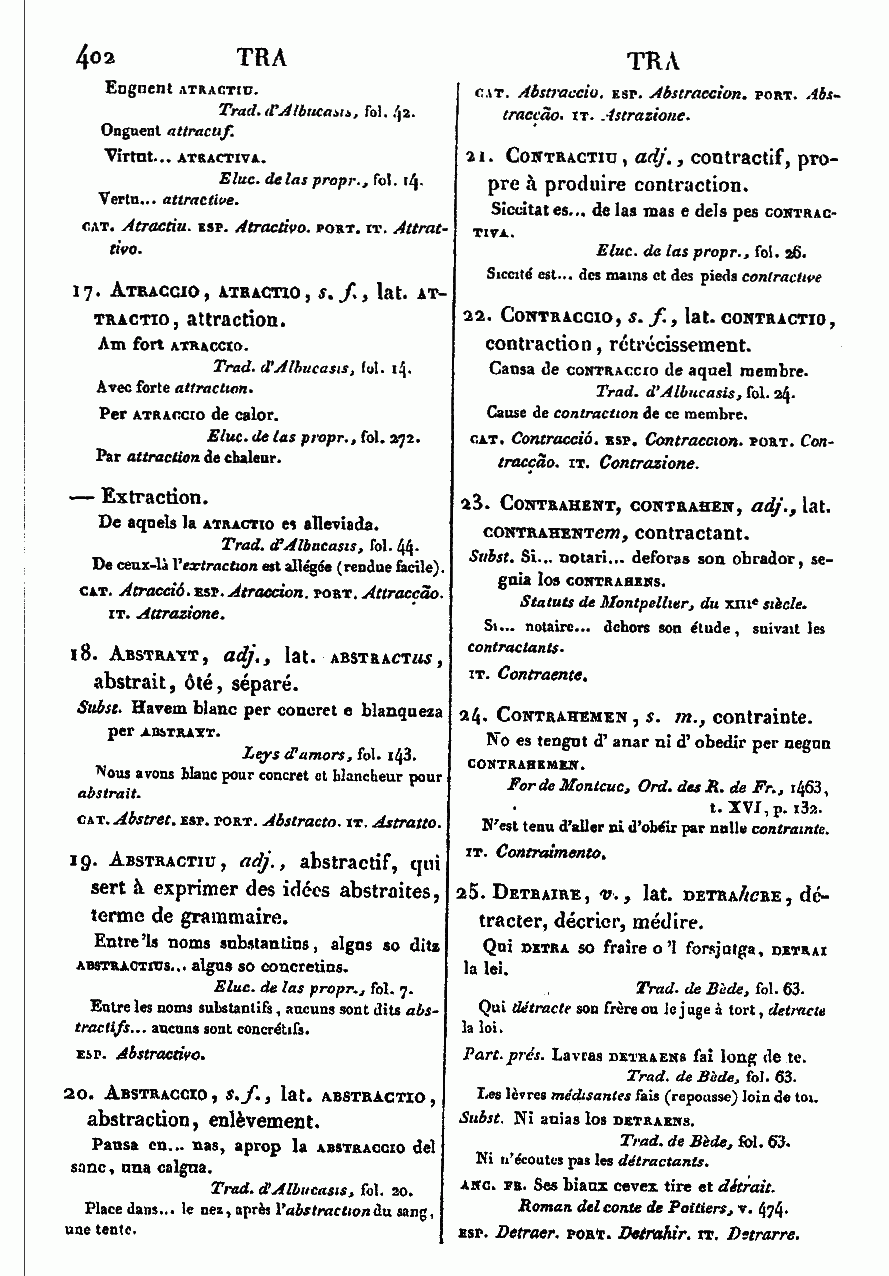 402 TRA TRA
Enguent ATRACTIU.
Trad. d'Albucasis, fol. 42.
Onguent attractif.
Virtut... ATRACTIVA.
Eluc. de las propr., fol. 14.
Vertu... attractive.
CAT. Atractiu. ESP. Atractivo. PORT. IT. Attrat-
tivo.
17. ATRACCIO, ATRACTIO, s. f., lat. AT-
TRACTIO, attraction.
Am fort ATRACCIO.
Trad. d'Albucasis, fol. 14.
Avec forte attraction.
Per ATRACCIO de calor.
Eluc. de las propr., fol. 272.
Par attraction de chaleur.
— Extraction.
De aquels la ATRACTIO es alleviada.
Trad. d'Albucasis, fol. 44.
De ceux-là l'extraction est allégée (rendue facile).
CAT. Atracció. ESP. Atraccion. PORT. Attracção.
IT. Attrazione.
18. ABSTRAYT, adj., lat. ABSTRACTus,
abstrait, ôté, séparé.
Subst. Havem blanc per concret e blanqueza
per ABSTRAYT.
Leys d'amors, fol. 143.
Nous avons blanc pour concret et blancheur pour
abstrait.
CAT. Abstret. ESP. PORT. Abstracto. IT. Astratto.
19. ABSTRACTIU, adj., abstractif, qui
sert à exprimer des idées abstraites,
terme de grammaire.
Entre'ls noms substantius, algus so ditz
ABSTRACTIUS... algus so concretius.
Eluc. de las propr., fol. 7.
Entre les noms substantifs, aucuns sont dits abs-
tractifs... aucuns sont concrétifs.
ESP. Abstractivo.
20. ABSTRACCIO, s. f., lat. ABSTRACTIO,
abstraction, enlèvement.
Pausa en... nas, aprop la ABSTRACCIO del
sanc, una calgua.
Trad. d'Albucasis, fol. 20.
Place dans... le nez, après l'abstraction du sang,
une tente.
CAT. Abstraccio. ESP. Abstraccion. PORT. Abs-
tracção. IT. Astrazione.
21. CONTRACTIU, adj., contractif, pro-
pre à produire contraction.
Siccitat es... de las mas e dels pes CONTRAC-
TIVA.
Eluc. de las propr., fol. 26.
Siccité est... des mains et des pieds contractive
22. CONTRACCIO, s. f., lat. CONTRACTIO,
contraction, rétrécissement.
Causa de CONTRACCIO de aquel membre.
Trad. d'Albucasis, fol. 24.
Cause de contraction de ce membre.
CAT. Contracció. ESP. Contraccion. PORT. Con-
tracção. IT. Contrazione.
23. CONTRAHENT, CONTRAHEN, adj., lat.
CONTRAHENTem, contractant.
Subst. Si... notari... deforas son obrador, se-
guia los CONTRAHENS.
Statuts de Montpellier, du XIIIe siècle.
Si... notaire... dehors son étude, suivait les
contractants.
IT. Contraente.
24. CONTRAHEMEN, s. m., contrainte.
No es tengut d'anar ni d'obedir per negun
CONTRAHEMEN.
For de Montcuc, Ord. des R. de Fr., 1463,
t. XVI, p. 132.
N'est tenu d'aller ni d'obéir par nulle contrainte.
IT. Contraimento.
25. DETRAIRE, v., lat. DETRAheRE, dé-
tracter, décrier, médire.
Qui DETRA so fraire o 'l forsjutga, DETRAI
la lei.
Trad. de Bède, fol. 63.
Qui détracte son frère ou le juge à tort, detracte
la loi.
Part. prés. Lavras DETRAENS fai long de te.
Trad. de Bède, fol. 63.
Les lèvres médisantes fais (repousse) loin de toi.
Subst. Ni auias los DETRAENS.
Trad. de Bède, fol. 63.
Ni n'écoutes pas les détractants.
ANC. FR. Ses biaux cevex tire et détrait.
Roman del conte de Poitiers, v. 474.
ESP. Detraer. PORT. Detrahir. IT. Detrarre.